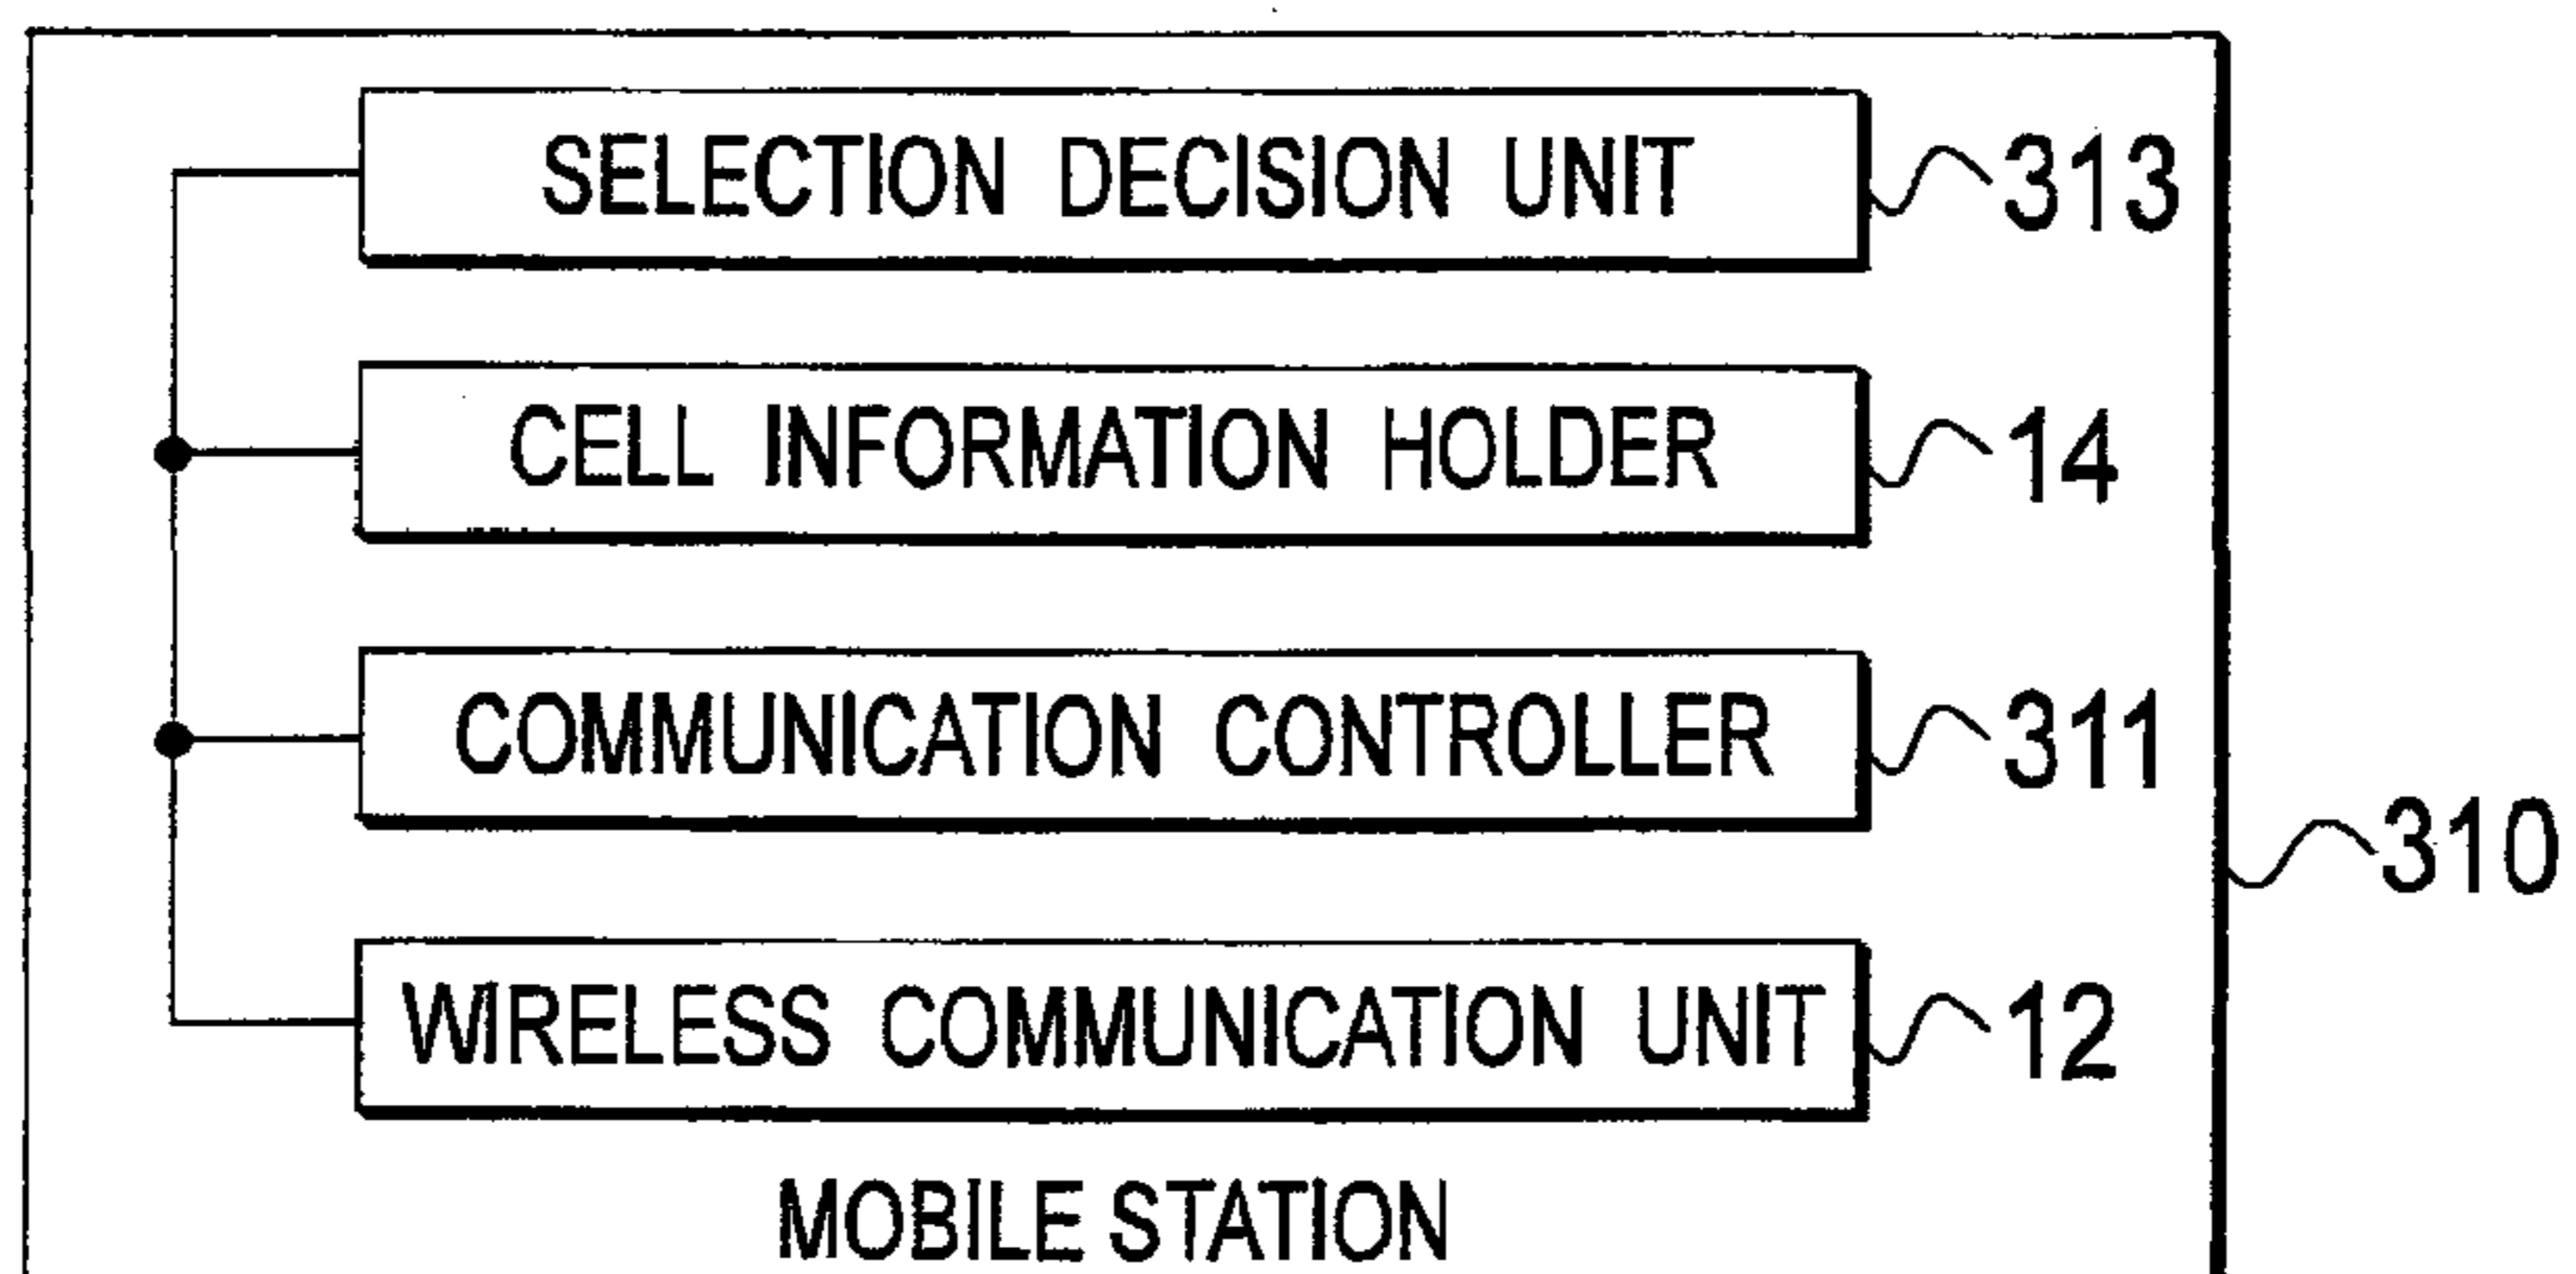 SELECTION DECISION UNIT 313
CELL INFORMATION HOLDER 14
COMMUNICATION CONTROLLER 311
310
WIRELESS COMMUNICATION UNIT 12
MOBILE STATION